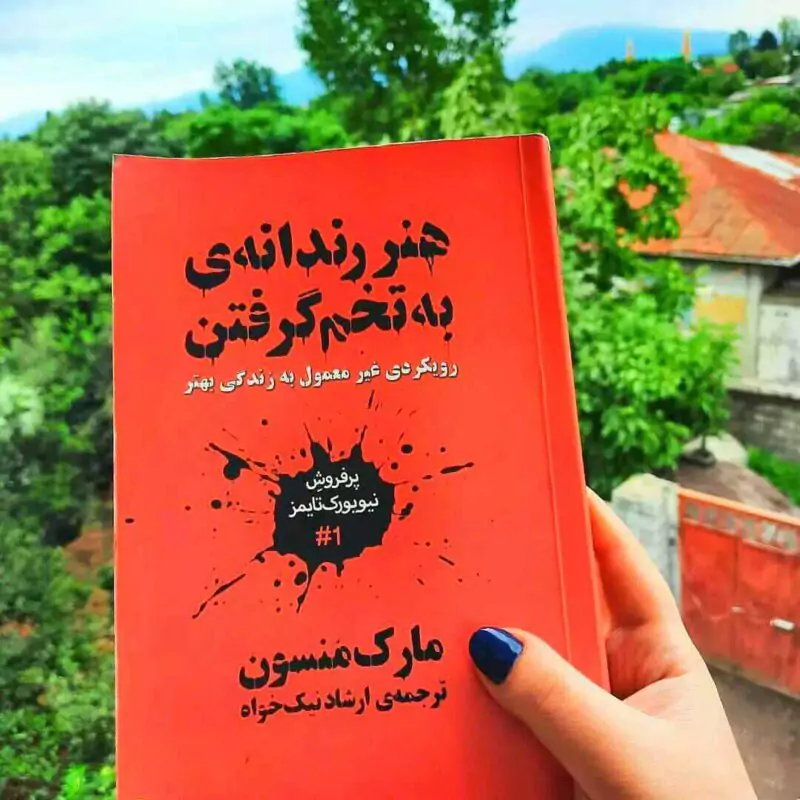 هنر رندانه‌ی
به تخم گرفتن
رویکردی غیر معمول به زندگی بهتر
پرفروشِ
نیویورک‌تایمز
#1
مارک مَنسون
ترجمه‌ی ارشاد نیک‌خواه